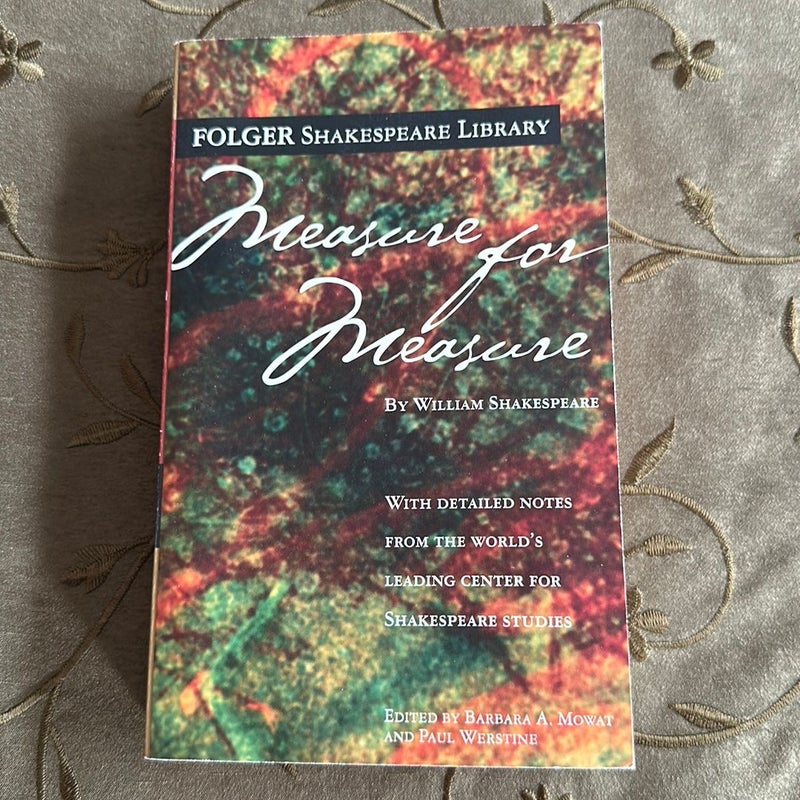 FOLGER SHAKESPEARE LIBRARY
Measure for
Measure
BY WILLIAM SHAKESPEARE
WITH DETAILED NOTES
FROM THE WORLD'S
LEADING CENTER FOR
SHAKESPEARE STUDIES
EDITED BY BARBARA A. MOWAT
AND PAUL WERSTINE